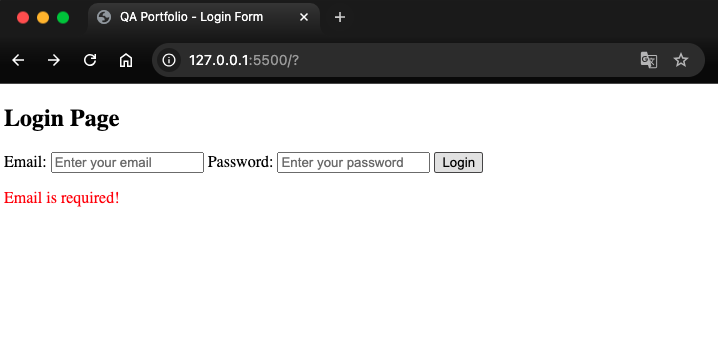 QA Portfolio - Login Form
127.0.0.1:5500/?
Login Page
Email: Enter your email Password: Enter your password Login
Email is required!